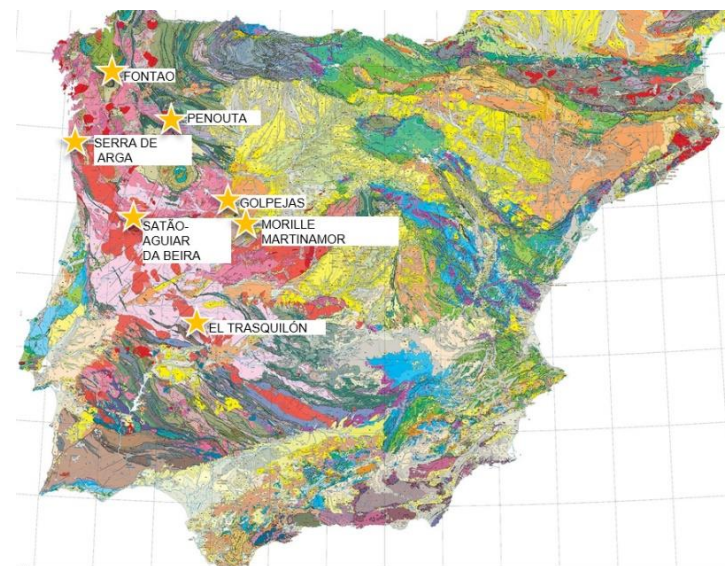 FONTAO
PENOUTA
SERRA DE
ARGA
GOLPEJAS
SATÃO-
AGUIAR
DA BEIRA
MORILLE
MARTINAMOR
EL TRASQUILÓN